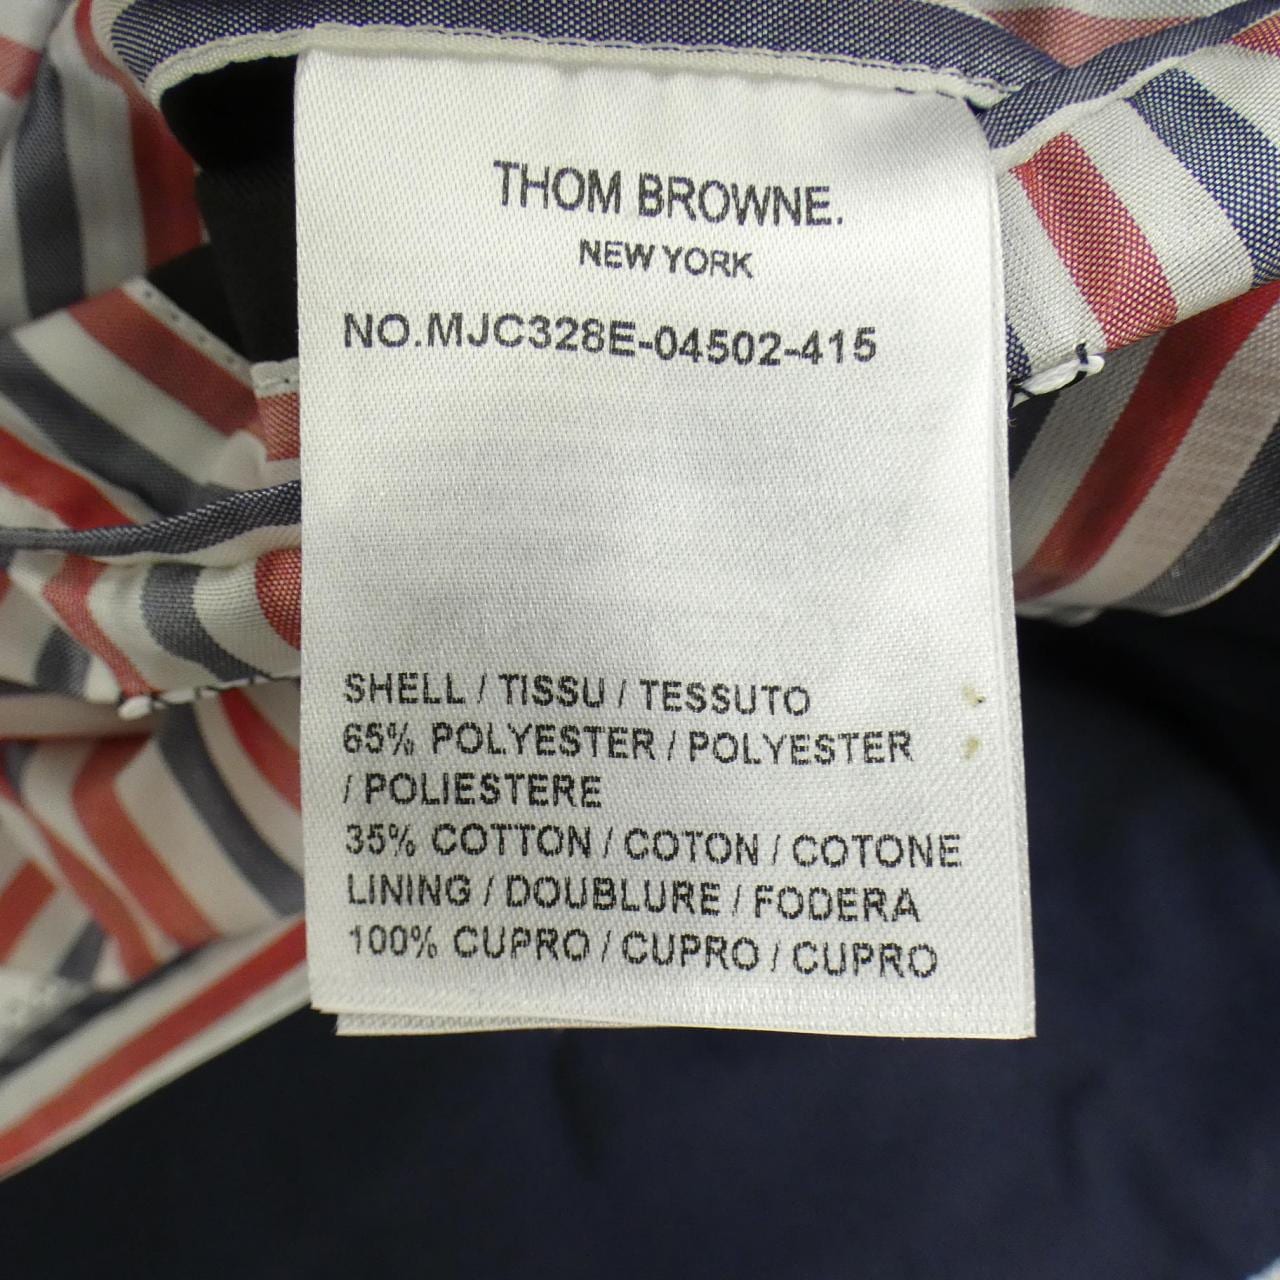 THOM BROWNE.
NEW YORK
NO.MJC328E-04502-415
SHELL / TISSU / TESSUTO
65% POLYESTER / POLYESTER
/ POLIESTERE
35% COTTON / COTON / COTONE
LINING / DOUBLURE / FODERA
100% CUPRO / CUPRO / CUPRO